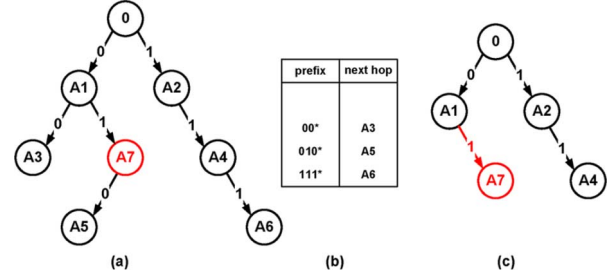 0
0 1
A1 A2
0 1 1
A3 A7 A4
0 1
A5 A6
(a)
prefix next hop
00* A3
010* A5
111* A6
(b)
0
0 1
A1 A2
1 1
A7 A4
(c)